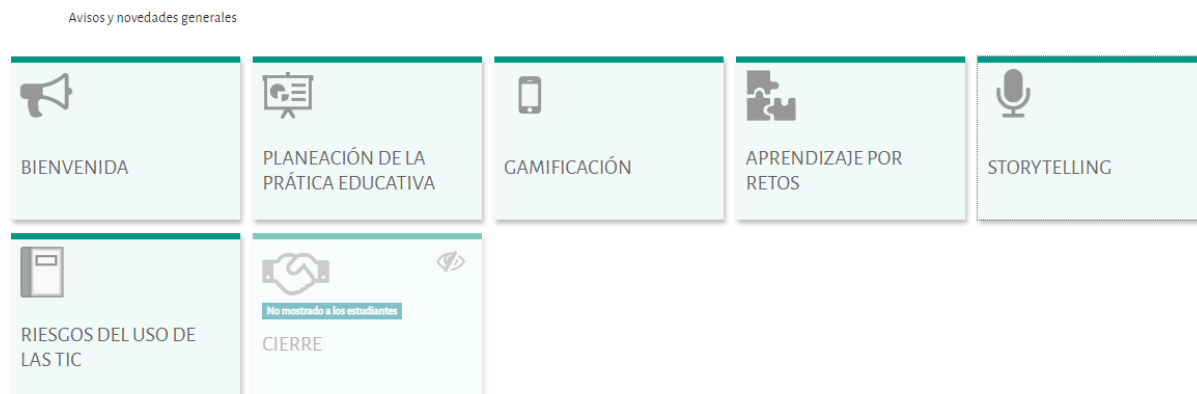 Avisos y novedades generales
BIENVENIDA
PLANEACIÓN DE LA
PRÁTICA EDUCATIVA
GAMIFICACIÓN
APRENDIZAJE POR
RETOS
STORYTELLING
RIESGOS DEL USO DE
LAS TIC
No mostrado a los estudiantes
CIERRE